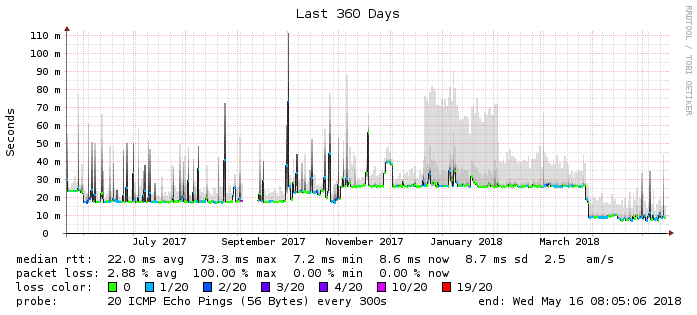 Last 360 Days
RRDTOOL / TOBI OETIKER
Seconds
110 m
100 m
90 m
80 m
70 m
60 m
50 m
40 m
30 m
20 m
10 m
0
July 2017 September 2017 November 2017 January 2018 March 2018
median rtt: 22.0 ms avg 73.3 ms max 7.2 ms min 8.6 ms now 8.7 ms sd 2.5 am/s
packet loss: 2.88 % avg 100.00 % max 0.00 % min 0.00 % now
loss color: 0 1/20 2/20 3/20 4/20 10/20 19/20
probe: 20 ICMP Echo Pings (56 Bytes) every 300s end: Wed May 16 08:05:06 2018